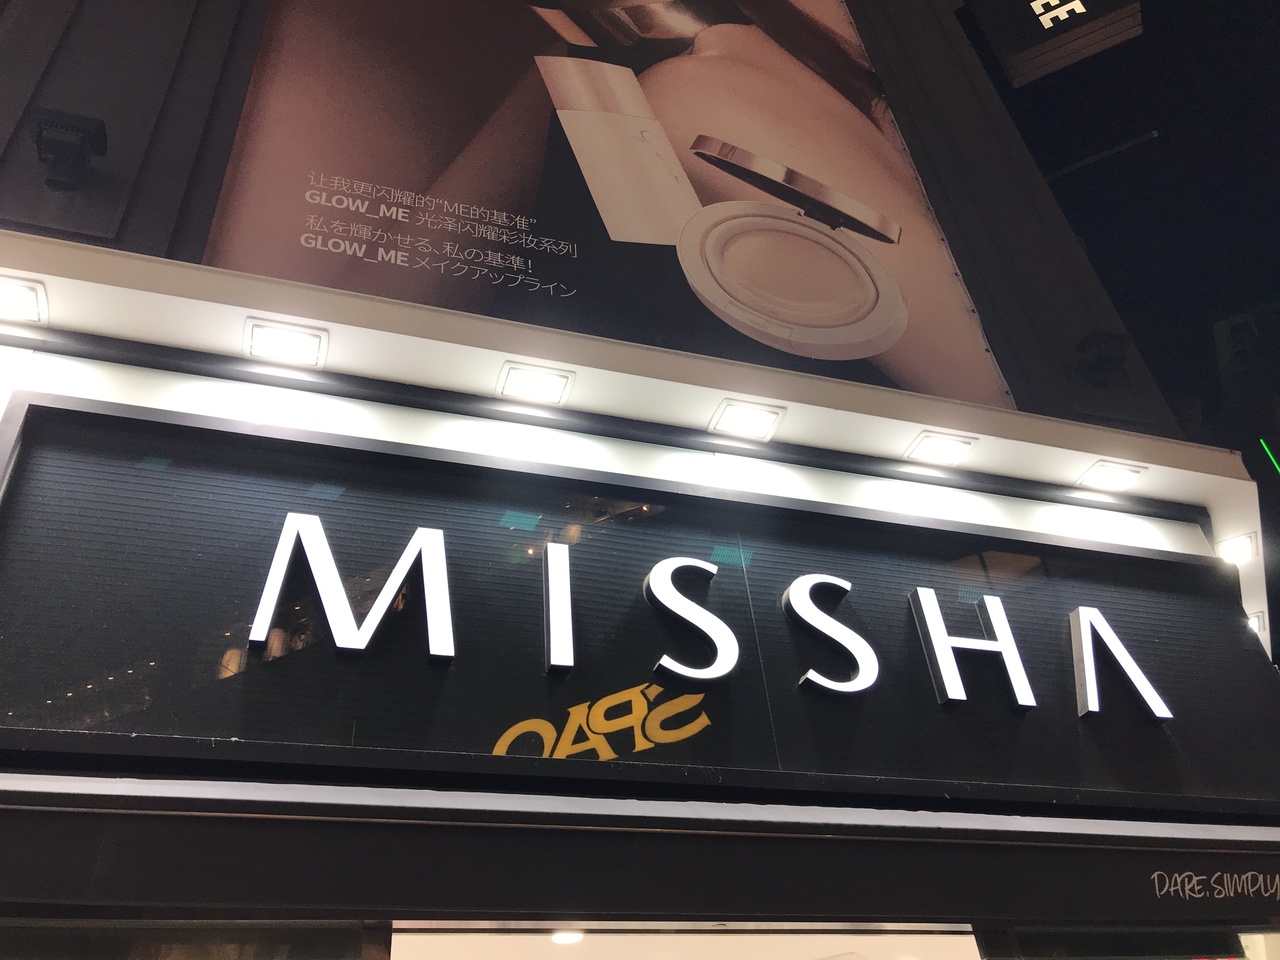 EE
让我更闪耀的“ME的基准”
GLOW_ME 光泽闪耀彩妆系列
私を輝かせる、私の基準!
GLOW_ME メイクアップライン
MISSHA
DARE. SIMPLY